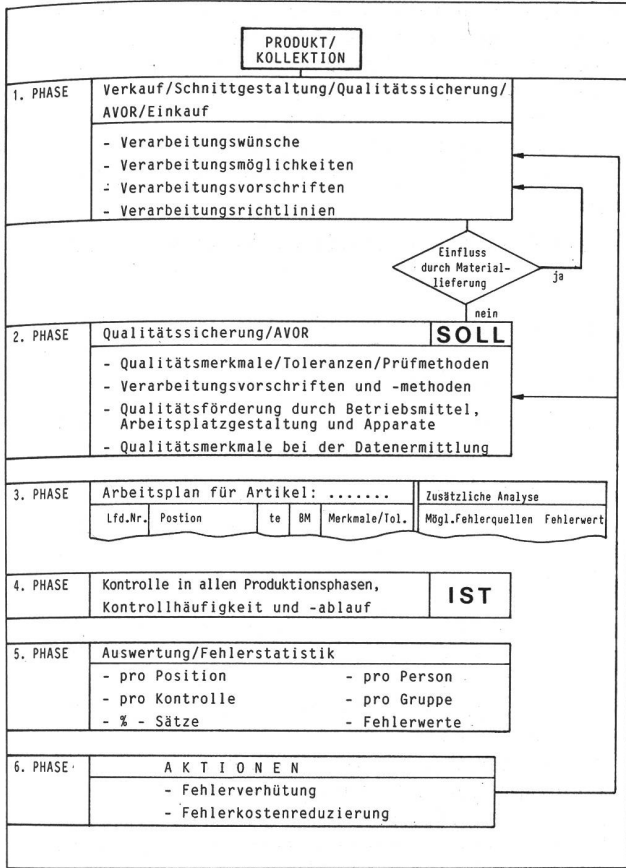 PRODUKT/
KOLLEKTION
1. PHASE
Verkauf/Schnittgestaltung/Qualitätssicherung/
AVOR/Einkauf
- Verarbeitungswünsche
- Verarbeitungsmöglichkeiten
- Verarbeitungsvorschriften
- Verarbeitungsrichtlinien
Einfluss
durch Material-
lieferung
ja
nein
2. PHASE
Qualitätssicherung/AVOR
SOLL
- Qualitätsmerkmale/Toleranzen/Prüfmethoden
- Verarbeitungsvorschriften und -methoden
- Qualitätsförderung durch Betriebsmittel,
Arbeitsplatzgestaltung und Apparate
- Qualitätsmerkmale bei der Datenermittlung
3. PHASE
Arbeitsplan für Artikel: .......
Zusätzliche Analyse
Lfd.Nr. Postion te BM Merkmale/Tol. Mögl.Fehlerquellen Fehlerwert
4. PHASE
Kontrolle in allen Produktionsphasen,
Kontrollhäufigkeit und -ablauf
IST
5. PHASE
Auswertung/Fehlerstatistik
- pro Position - pro Person
- pro Kontrolle - pro Gruppe
- % - Sätze - Fehlerwerte
6. PHASE
A K T I O N E N
- Fehlerverhütung
- Fehlerkostenreduzierung